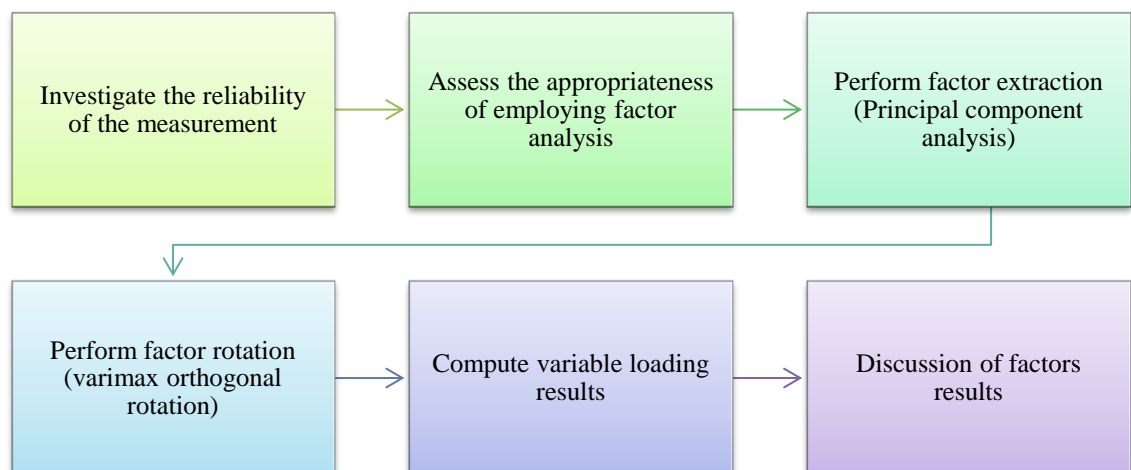 Investigate the reliability
of the measurement
Assess the appropriateness
of employing factor
analysis
Perform factor extraction
(Principal component
analysis)
Perform factor rotation
(varimax orthogonal
rotation)
Compute variable loading
results
Discussion of factors
results